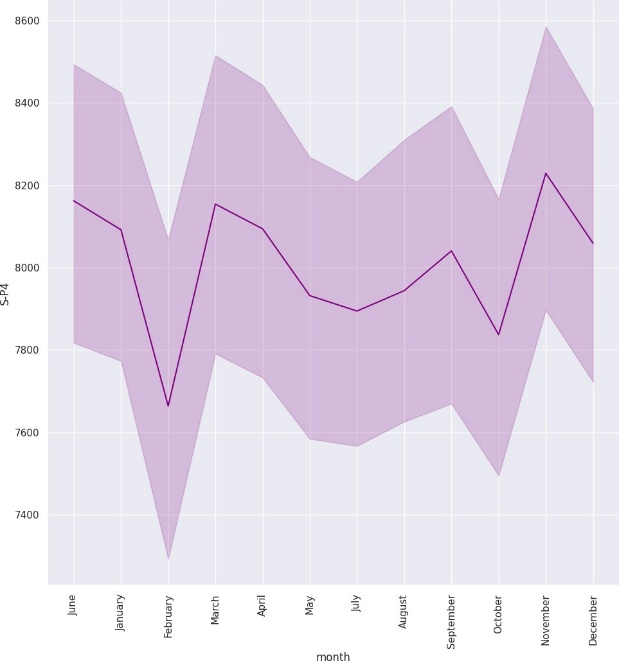 8600
8400
8200
8000
7800
7600
7400
S-P4
June
January
February
March
April
May
July
August
September
October
November
December
month